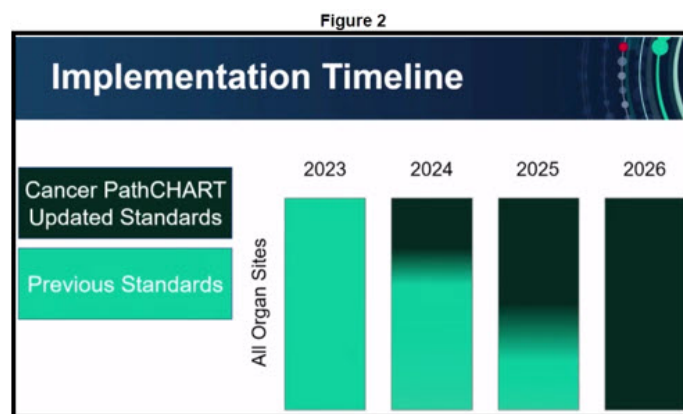 Figure 2
Implementation Timeline
Cancer PathCHART
Updated Standards
Previous Standards
All Organ Sites
2023
2024
2025
2026